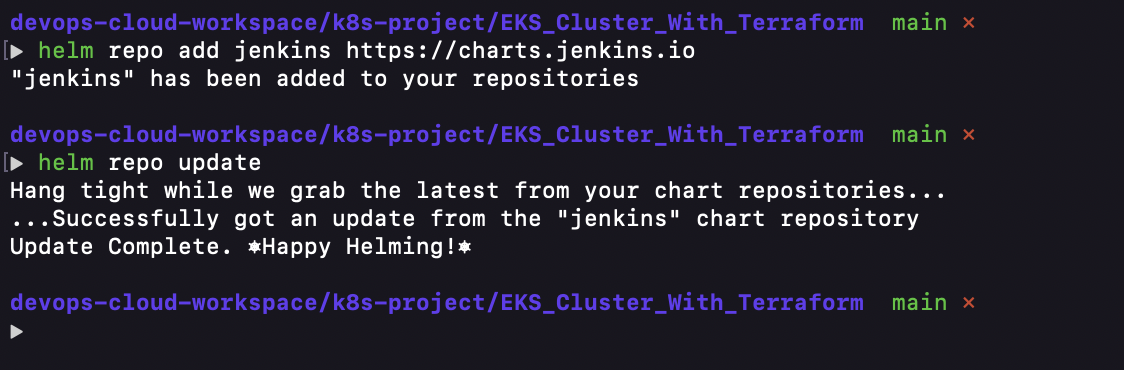 devops-cloud-workspace/k8s-project/EKS_Cluster_With_Terraform main ×
[▶ helm repo add jenkins https://charts.jenkins.io
"jenkins" has been added to your repositories
devops-cloud-workspace/k8s-project/EKS_Cluster_With_Terraform main ×
[▶ helm repo update
Hang tight while we grab the latest from your chart repositories...
...Successfully got an update from the "jenkins" chart repository
Update Complete. ⎈Happy Helming!⎈
devops-cloud-workspace/k8s-project/EKS_Cluster_With_Terraform main ×
▶